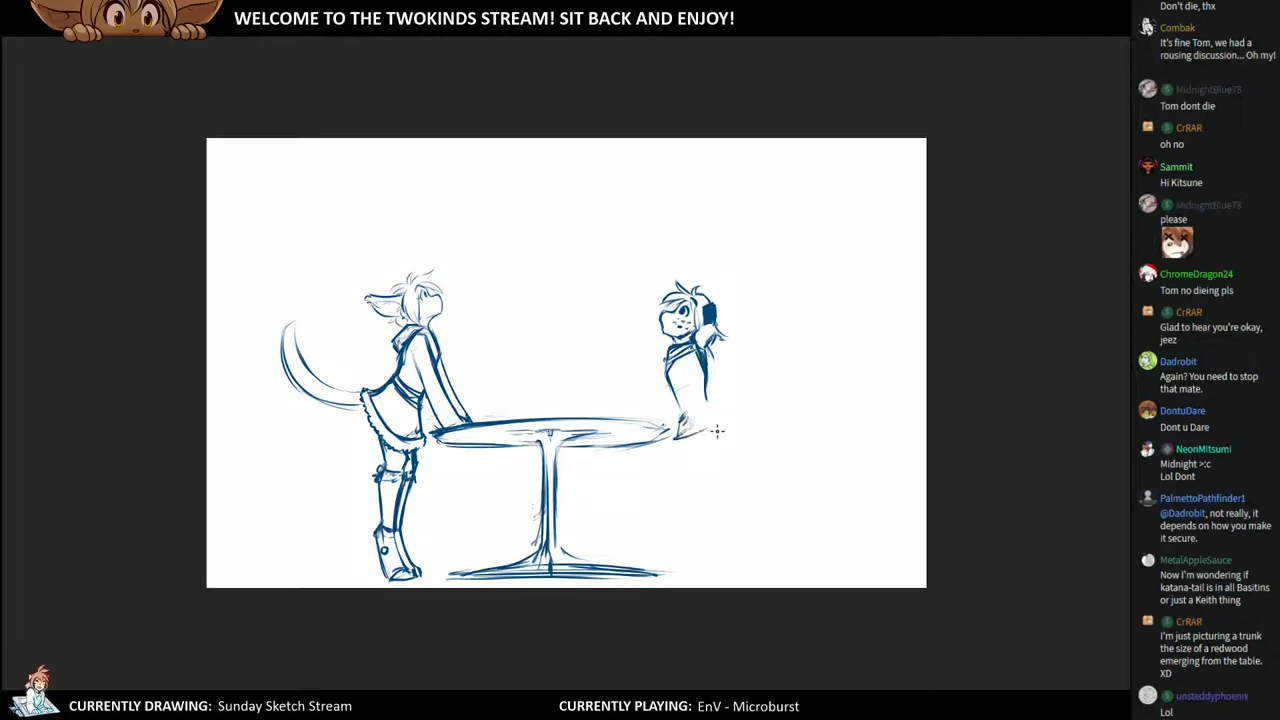 WELCOME TO THE TWOKINDS STREAM! SIT BACK AND ENJOY!
Don't die, thx
Combak
It's fine Tom, we had a
rousing discussion... Oh my!
MidnightBlue78
Tom dont die
CrRAR
oh no
Sammit
Hi Kitsune
MidnightBlue78
please
ChromeDragon24
Tom no dieing pls
CrRAR
Glad to hear you're okay,
jeez
Dadrobit
Again? You need to stop
that mate.
DontuDare
Dont u Dare
NeonMitsumi
Midnight >:c
Lol Dont
PalmettoPathfinder1
@Dadrobit, not really, it
depends on how you make
it secure.
MetalAppleSauce
Now I'm wondering if
katana-tail is in all Basitins
or just a Keith thing
CrRAR
I'm just picturing a trunk
the size of a redwood
emerging from the table.
XD
unsteddyphoenix
Lol
CURRENTLY DRAWING: Sunday Sketch Stream
CURRENTLY PLAYING: EnV - Microburst